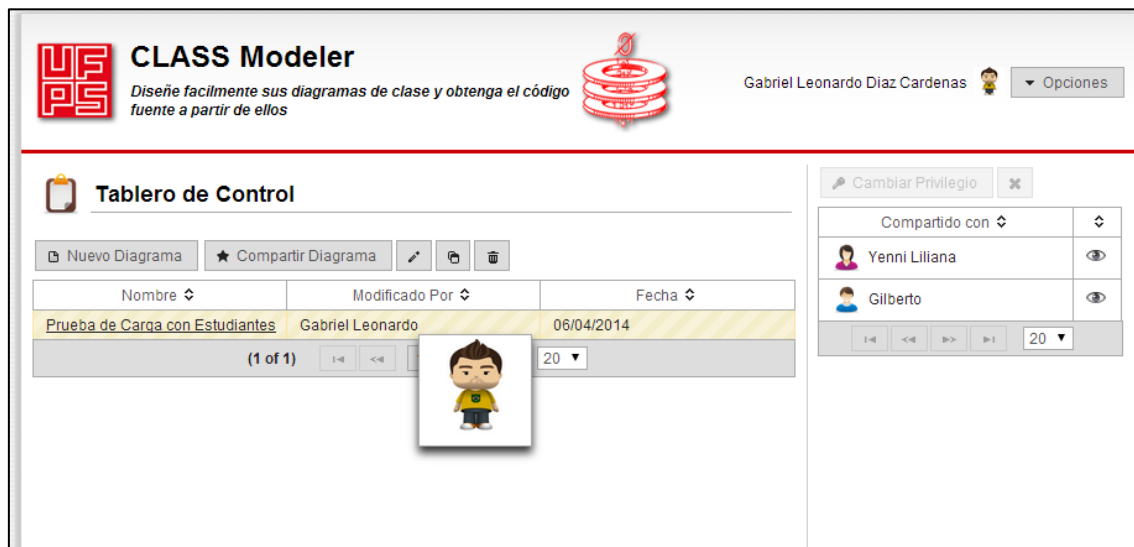 UFPS
CLASS Modeler
Diseñe facilmente sus diagramas de clase y obtenga el código
fuente a partir de ellos
Gabriel Leonardo Diaz Cardenas
Opciones
Tablero de Control
Nuevo Diagrama
Compartir Diagrama
Nombre
Modificado Por
Fecha
Prueba de Carga con Estudiantes
Gabriel Leonardo
06/04/2014
(1 of 1)
20
Cambiar Privilegio
Compartido con
Yenni Liliana
Gilberto
20